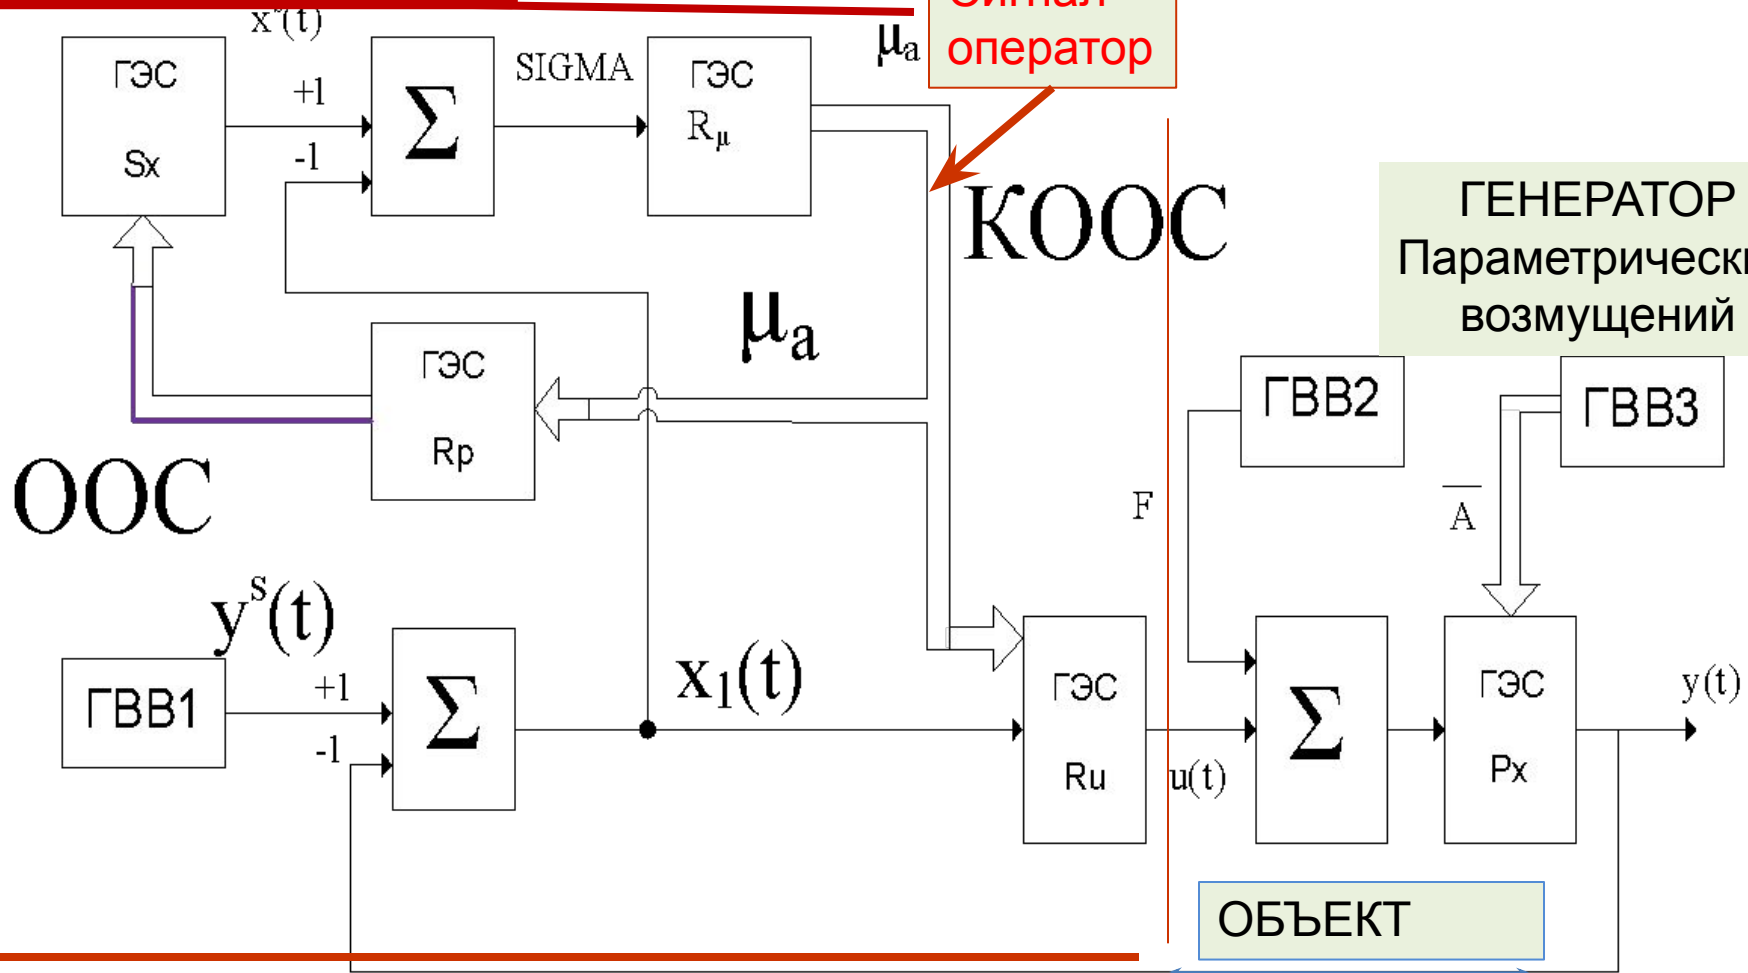 Сигнал
оператор
x˜(t)
μa
ГЭС
Sx
+1
-1
Σ
SIGMA
ГЭС
Rμ
КООС
ГЕНЕРАТОР
Параметрически
возмущений
μa
ГЭС
Rp
ГВВ2
ГВВ3
ООС
F
A
y^s(t)
ГВВ1
+1
-1
Σ
x1(t)
ГЭС
Ru
u(t)
Σ
ГЭС
Px
y(t)
ОБЪЕКТ